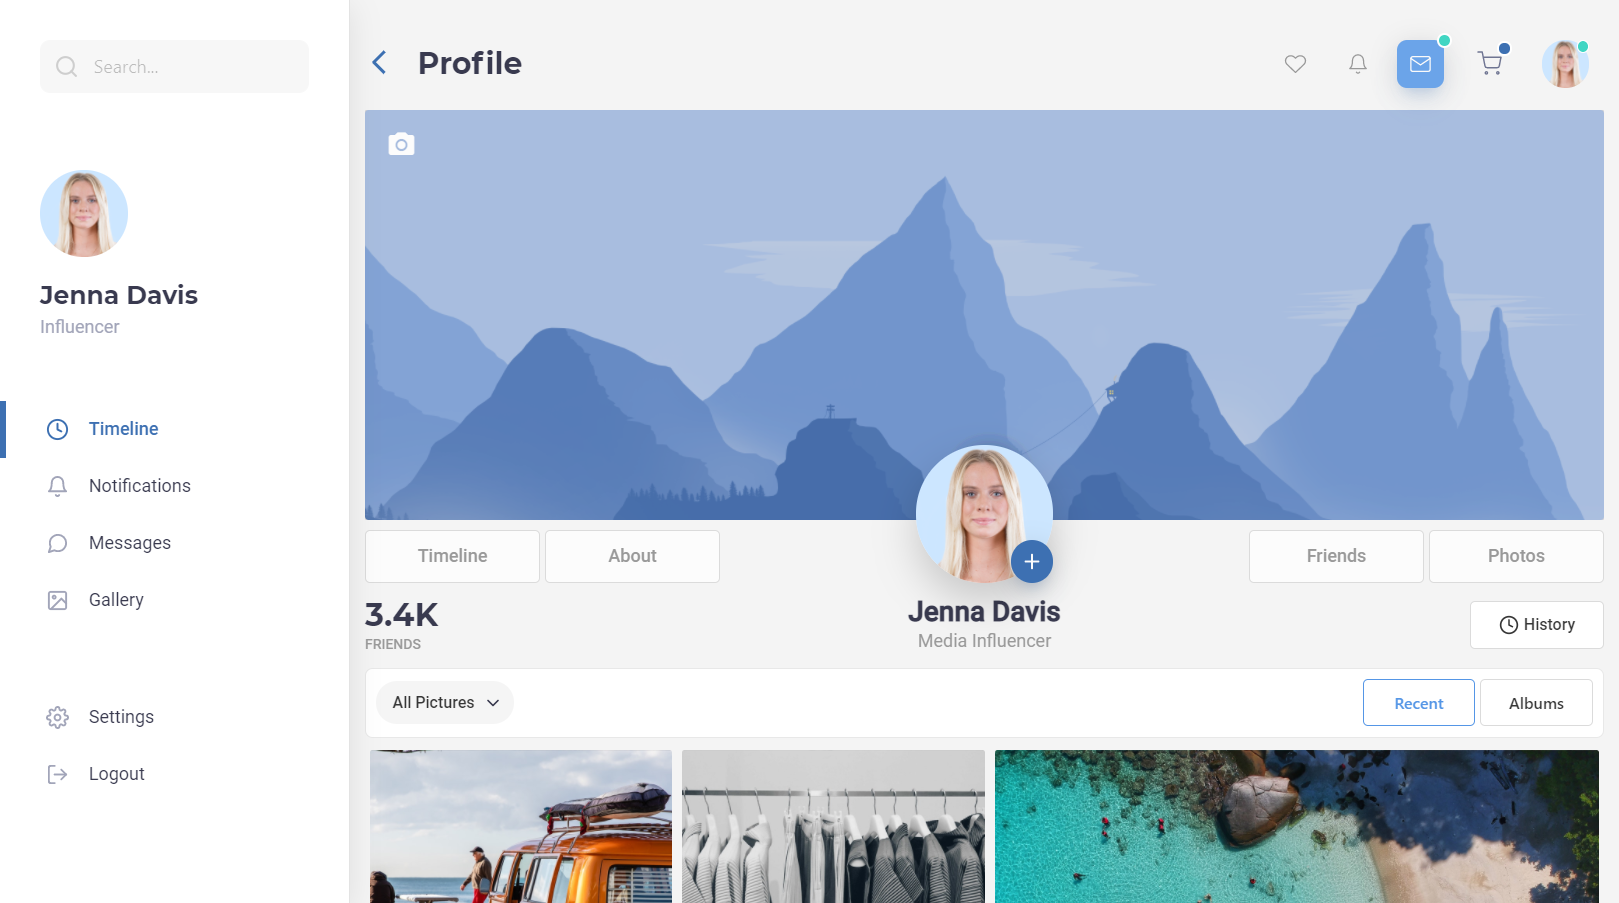 Search...
Jenna Davis
Influencer
Timeline
Notifications
Messages
Gallery
Settings
Logout
Profile
Timeline
About
Friends
Photos
3.4K
FRIENDS
Jenna Davis
Media Influencer
History
All Pictures
Recent
Albums